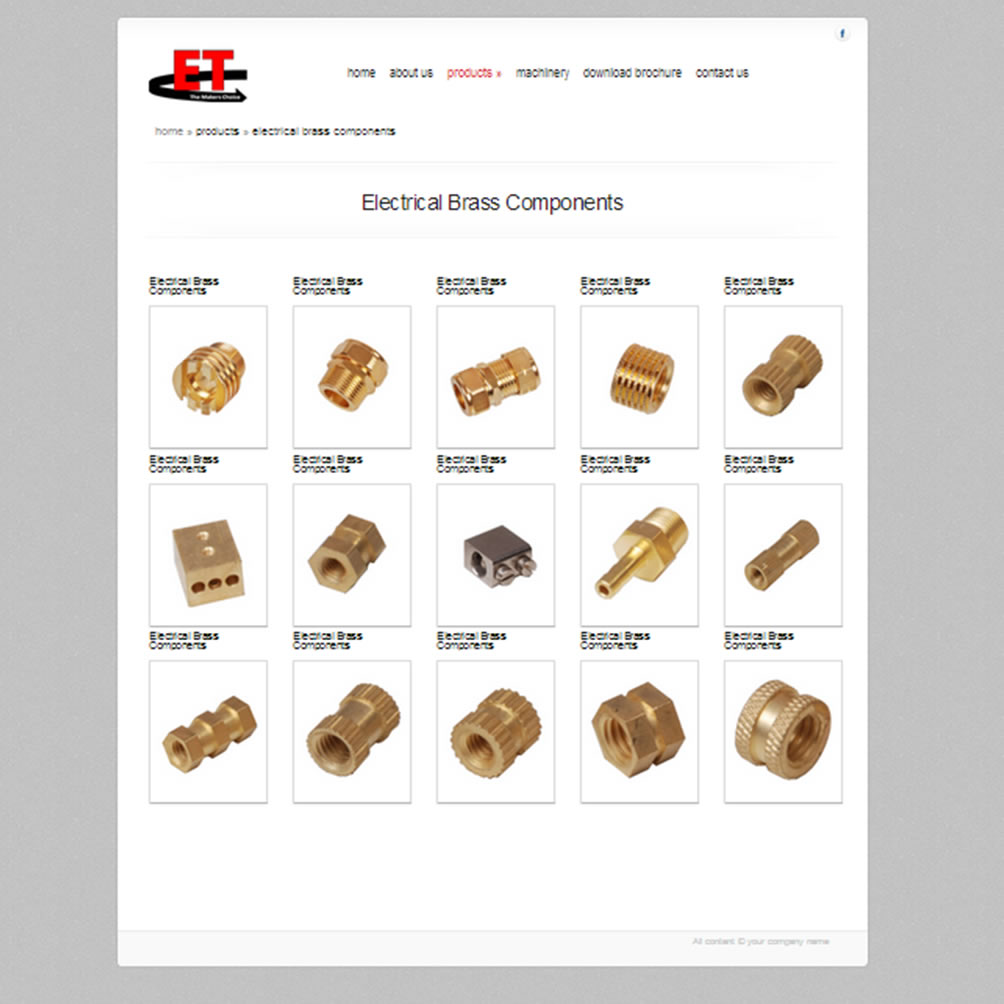 f
ET
The Makers Choice
home about us products » machinery download brochure contact us
home » products » electrical brass components
Electrical Brass Components
Electrical Brass
Components
Electrical Brass
Components
Electrical Brass
Components
Electrical Brass
Components
Electrical Brass
Components
Electrical Brass
Components
Electrical Brass
Components
Electrical Brass
Components
Electrical Brass
Components
Electrical Brass
Components
Electrical Brass
Components
Electrical Brass
Components
Electrical Brass
Components
Electrical Brass
Components
Electrical Brass
Components
All content © your company name